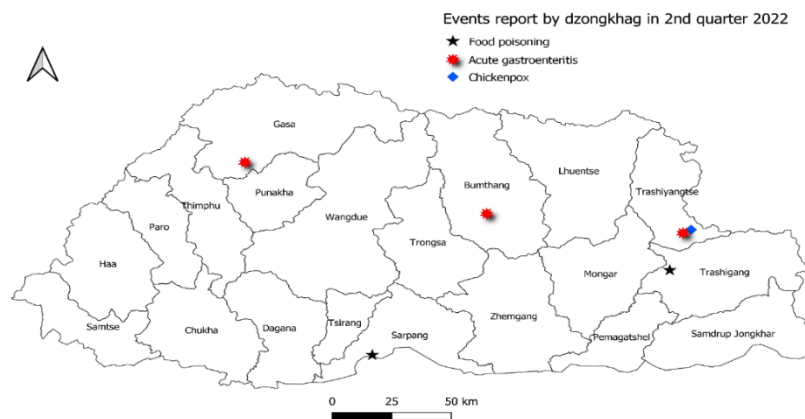 Events report by dzongkhag in 2nd quarter 2022
Food poisoning
Acute gastroenteritis
Chickenpox
Gasa
Lhuentse
Bumthang
Trashiyangtse
Punakha
Thimphu
Wangdue
Paro
Trongsa
Haa
Mongar
Trashigang
Zhemgang
Samtse
Chukha
Dagana
Tsirang
Sarpang
Pemagatshel
Samdrup Jongkhar
0 25 50 km